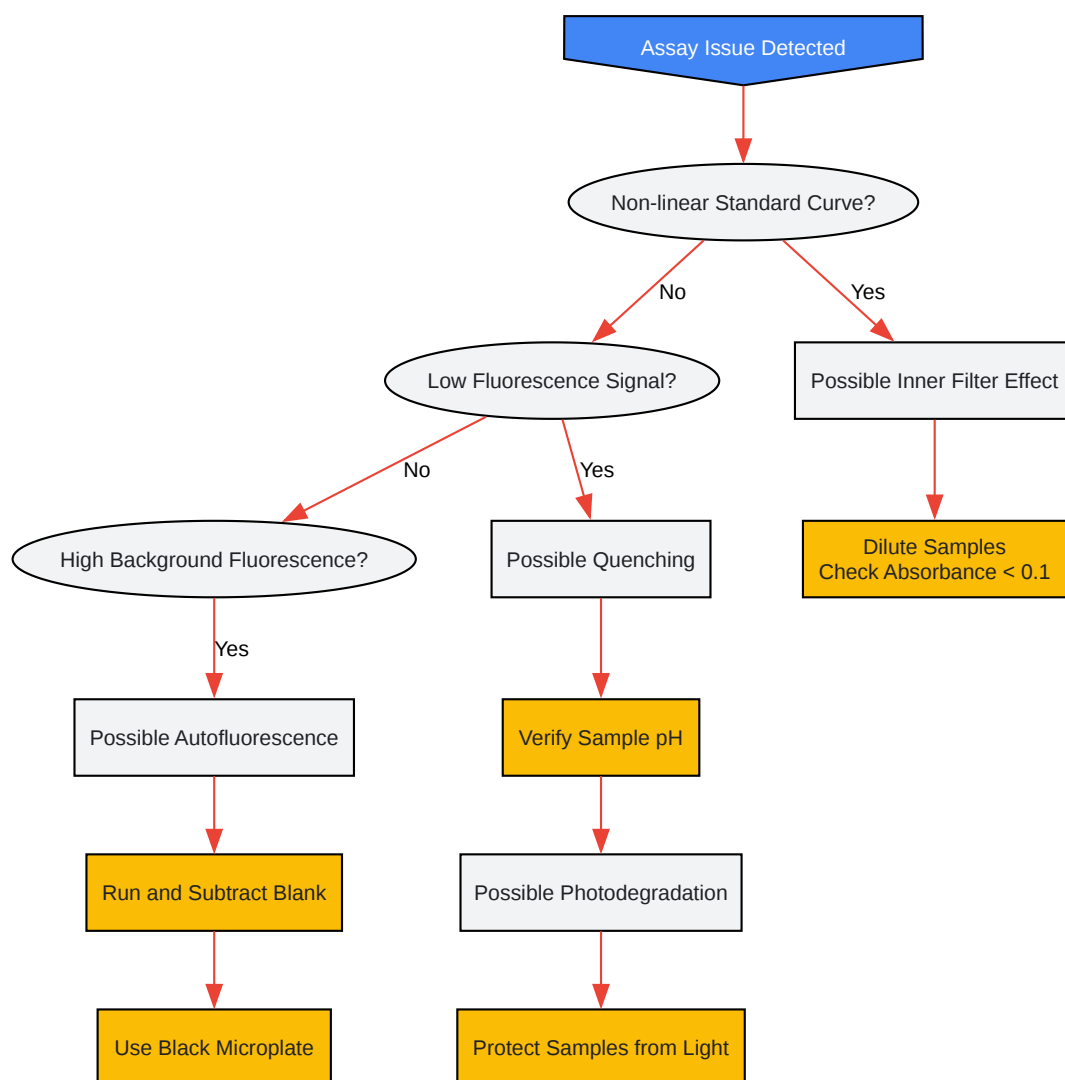 Assay Issue Detected
Non-linear Standard Curve?
No
Yes
Low Fluorescence Signal?
Possible Inner Filter Effect
No
Yes
High Background Fluorescence?
Possible Quenching
Dilute Samples
Check Absorbance < 0.1
Yes
Possible Autofluorescence
Verify Sample pH
Run and Subtract Blank
Possible Photodegradation
Use Black Microplate
Protect Samples from Light